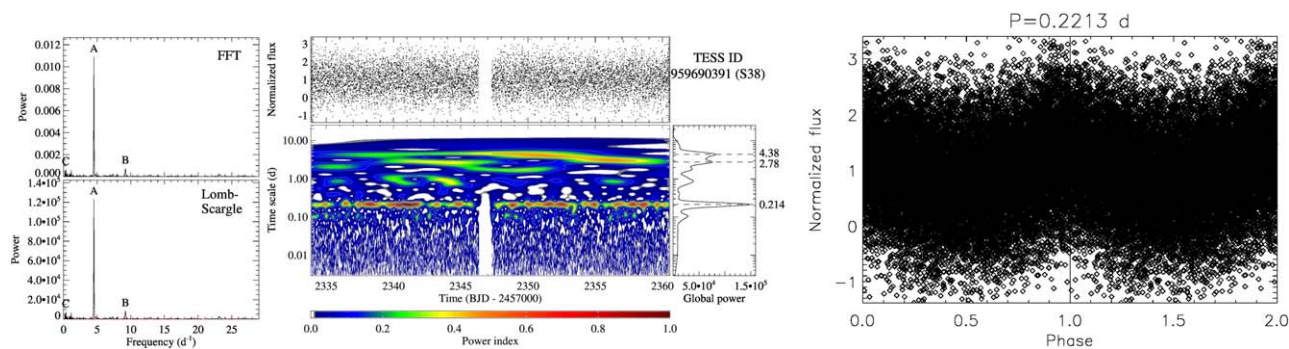 0.012
0.010
0.008
0.006
0.004
0.002
0.000
Power
A
B
C
FFT
1.4•10⁵
1.2•10⁵
1.0•10⁵
8.0•10⁴
6.0•10⁴
4.0•10⁴
2.0•10⁴
0
Power
A
B
C
Lomb-
Scargle
0 5 10 15 20 25
Frequency (d⁻¹)
Normalized flux
3
2
1
0
-1
TESS ID
959690391 (S38)
Time scale (d)
10.00
1.00
0.10
0.01
4.38
2.78
0.214
2335 2340 2345 2350 2355 2360
Time (BJD - 2457000)
5.0•10⁴ 1.5•10⁵
Global power
0.0 0.2 0.4 0.6 0.8 1.0
Power index
P=0.2213 d
Normalized flux
3
2
1
0
-1
0.0 0.5 1.0 1.5 2.0
Phase